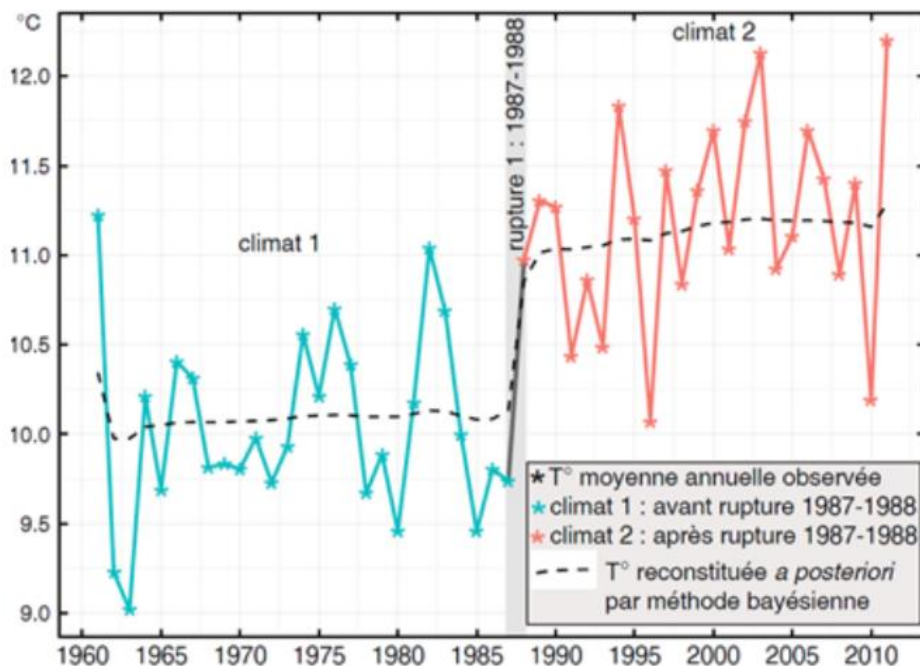 °C
climat 2
12.0
11.5
11.0
10.5
10.0
9.5
9.0
climat 1
rupture 1 : 1987-1988
* T° moyenne annuelle observée
* climat 1 : avant rupture 1987-1988
* climat 2 : après rupture 1987-1988
T° reconstituée a posteriori
par méthode bayésienne
1960 1965 1970 1975 1980 1985 1990 1995 2000 2005 2010